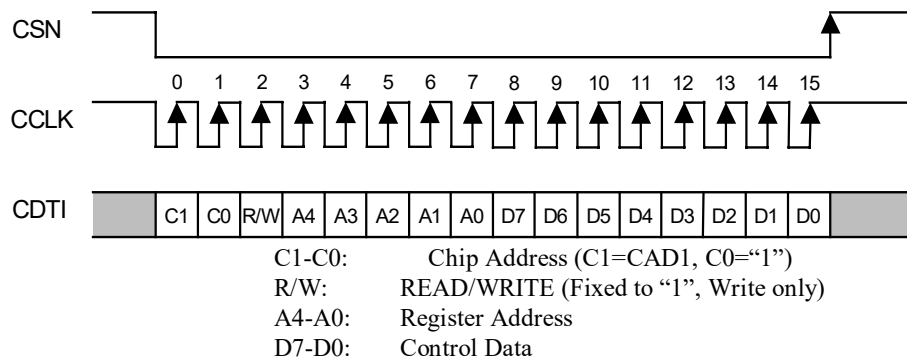 CSN
0 1 2 3 4 5 6 7 8 9 10 11 12 13 14 15
CCLK
CDTI C1 C0 R/W A4 A3 A2 A1 A0 D7 D6 D5 D4 D3 D2 D1 D0
C1-C0: Chip Address (C1=CAD1, C0=“1”)
R/W: READ/WRITE (Fixed to “1”, Write only)
A4-A0: Register Address
D7-D0: Control Data